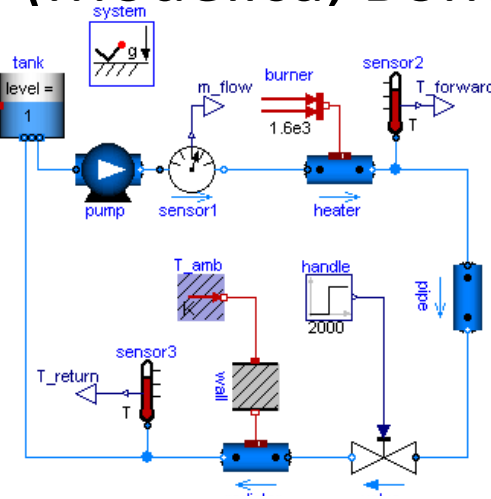 system
tank
level =
1
g
m_flow
burner
1.6e3
sensor2
T_forward
T
pump
sensor1
heater
T_amb
k
handle
2000
pipe
sensor3
T_return
T
wall